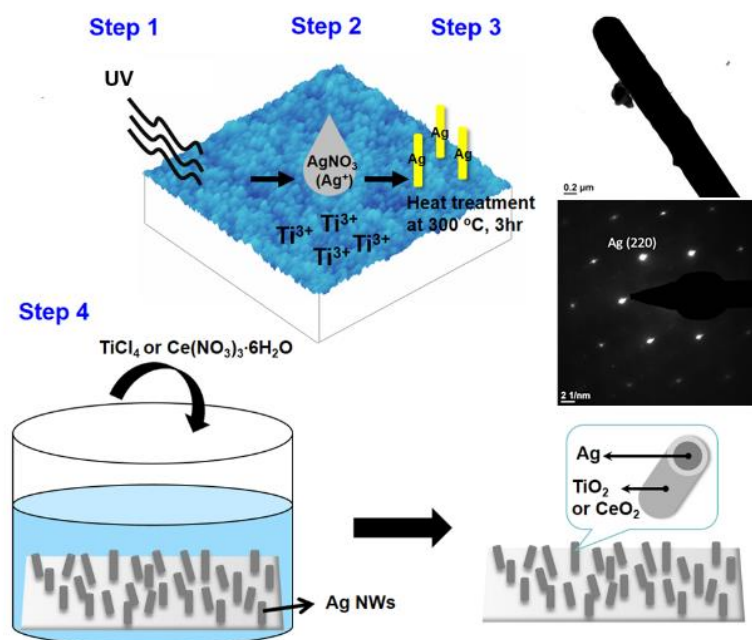 Step 1
Step 2
Step 3
UV
AgNO3
(Ag+)
Ag
Ag
Ag
Heat treatment
at 300 °C, 3hr
Ti3+
Ti3+
Ti3+
Ti3+
0.2 µm
Ag (220)
2 1/nm
Step 4
TiCl4 or Ce(NO3)3·6H2O
Ag NWs
Ag
TiO2
or CeO2